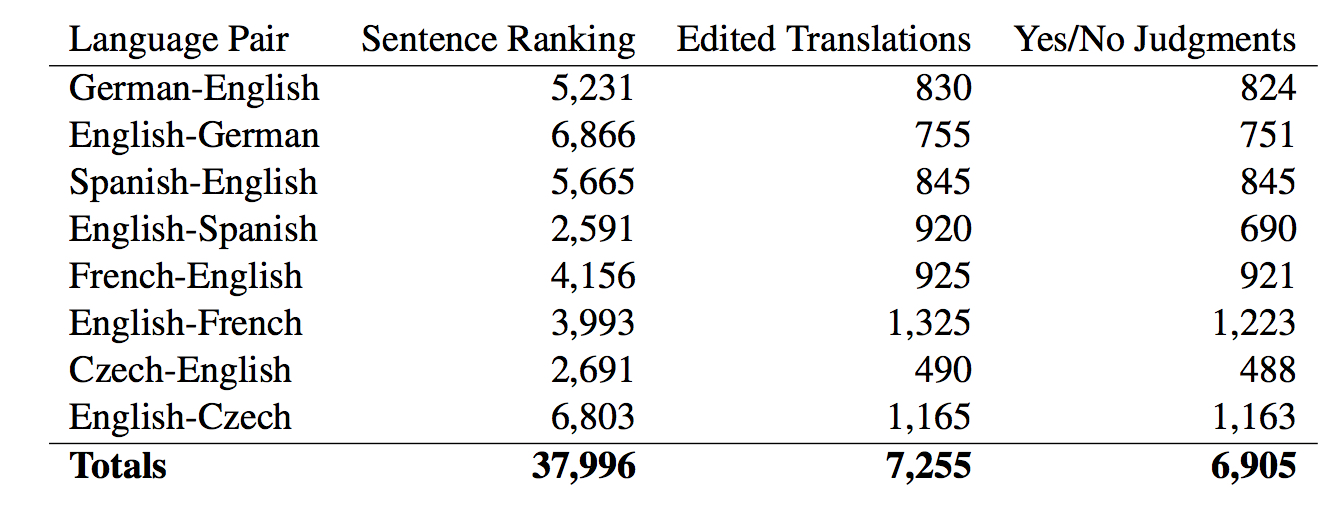 Language Pair Sentence Ranking Edited Translations Yes/No Judgments
German-English 5,231 830 824
English-German 6,866 755 751
Spanish-English 5,665 845 845
English-Spanish 2,591 920 690
French-English 4,156 925 921
English-French 3,993 1,325 1,223
Czech-English 2,691 490 488
English-Czech 6,803 1,165 1,163
Totals 37,996 7,255 6,905